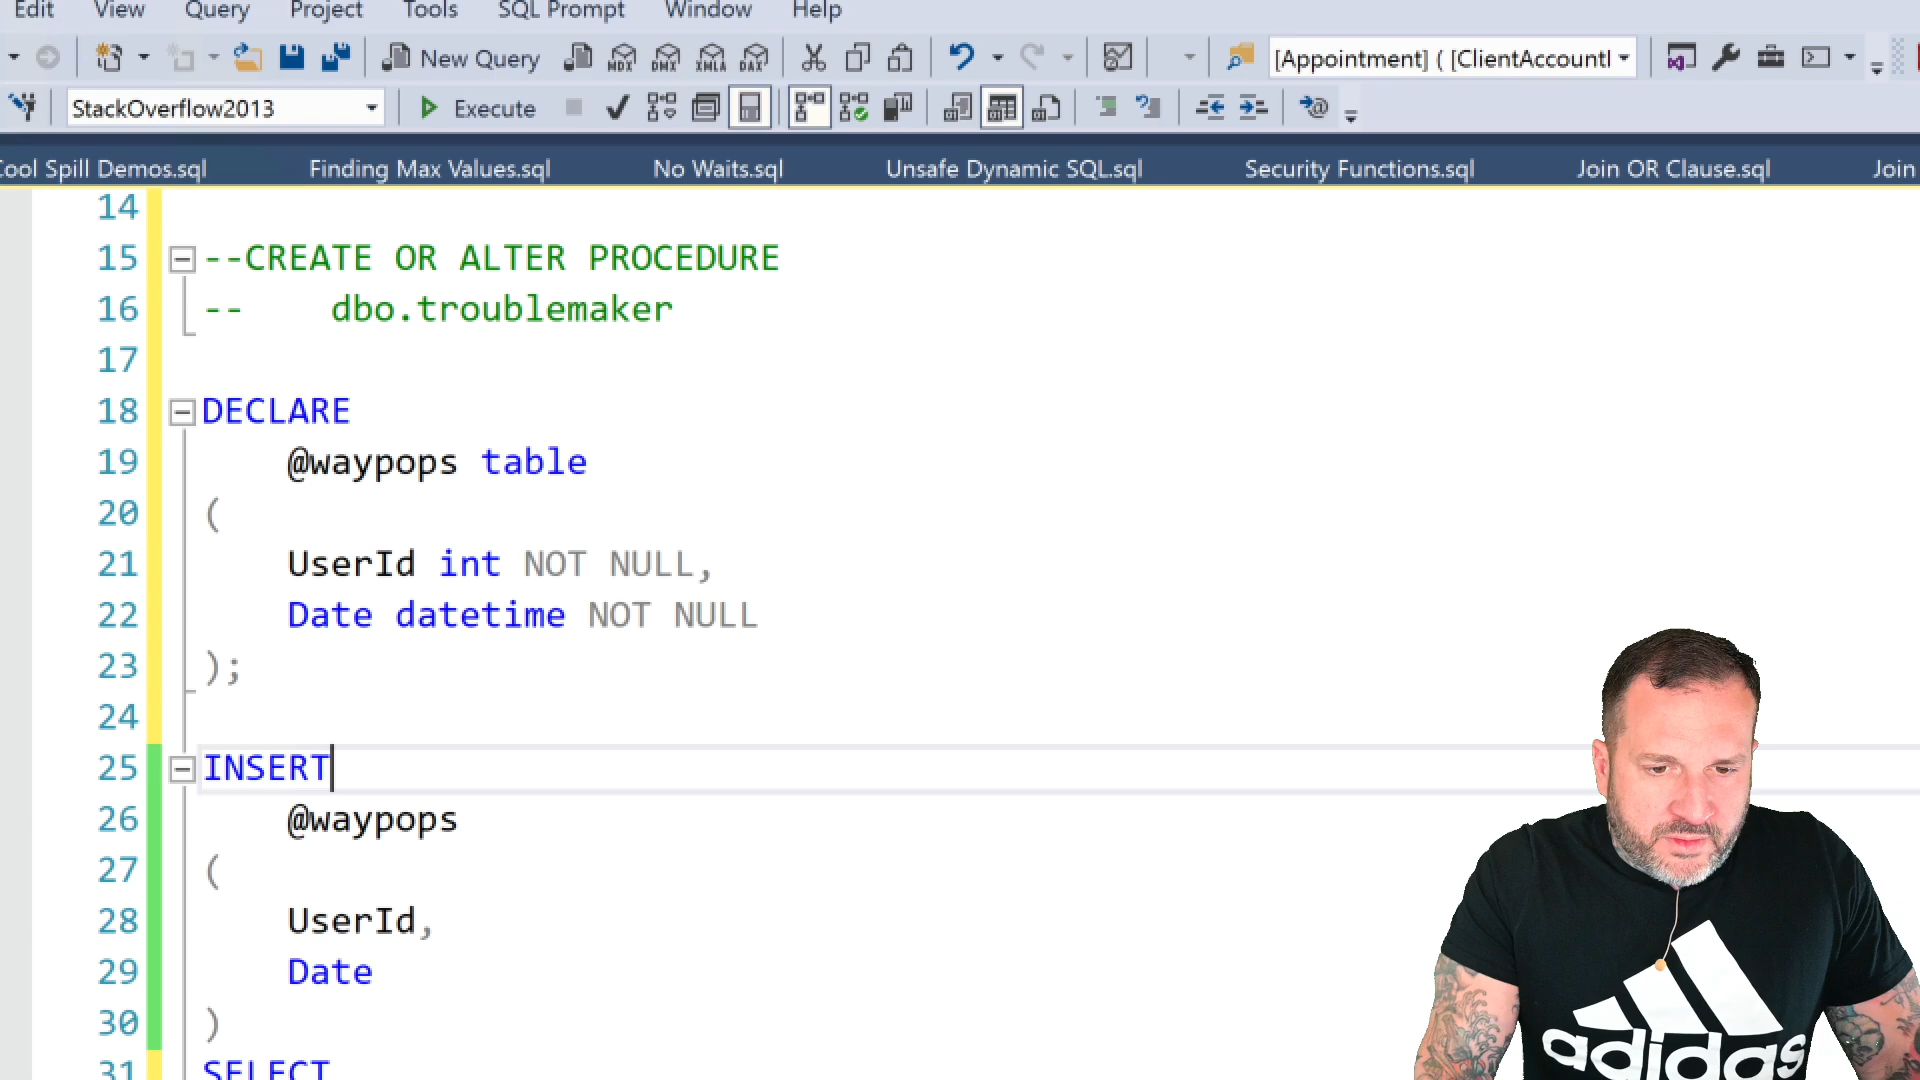 Edit View Query Project Tools SQL Prompt Window Help
New Query MDX DMX XMLA DAX [Appointment] ( [ClientAccountI
StackOverflow2013 Execute
Cool Spill Demos.sql Finding Max Values.sql No Waits.sql Unsafe Dynamic SQL.sql Security Functions.sql Join OR Clause.sql Join
14
15 --CREATE OR ALTER PROCEDURE
16 -- dbo.troublemaker
17
18 DECLARE
19 @waypops table
20 (
21 UserId int NOT NULL,
22 Date datetime NOT NULL
23 );
24
25 INSERT
26 @waypops
27 (
28 UserId,
29 Date
30 )
31 SELECT
adidas